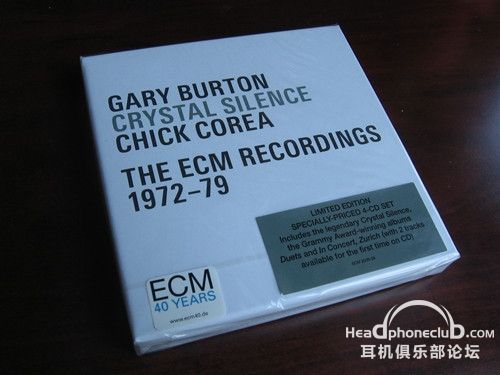 GARY BURTON
CRYSTAL SILENCE
CHICK COREA
THE ECM RECORDINGS
1972–79
LIMITED EDITION
SPECIALLY-PRICED 4-CD SET
Includes the legendary Crystal Silence,
the Grammy Award-winning albums
Duets and In Concert, Zurich (with 2 tracks
available for the first time on CD)
ECM
40 YEARS
www.ecm40.de
Headphoneclub.com
耳机俱乐部论坛